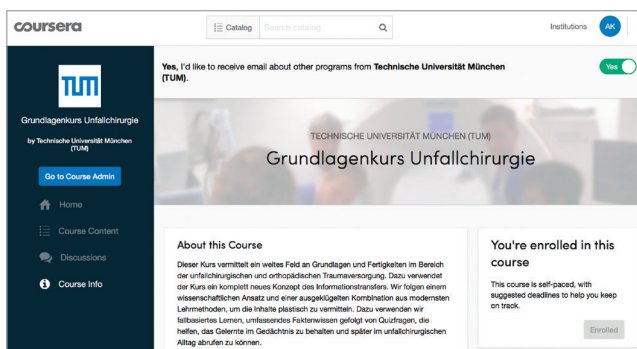 coursera
Catalog
Search catalog
Institutions
AK
Yes, I'd like to receive email about other programs from Technische Universität München
(TUM).
Yes
TUM
Grundlagenkurs Unfallchirurgie
by Technische Universität München
(TUM)
Go to Course Admin
Home
Course Content
Discussions
Course Info
TECHNISCHE UNIVERSITÄT MÜNCHEN (TUM)
Grundlagenkurs Unfallchirurgie
About this Course
Dieser Kurs vermittelt ein weites Feld an Grundlagen und Fertigkeiten im Bereich
der unfallchirurgischen und orthopädischen Traumaversorgung. Dazu verwendet
der Kurs ein komplett neues Konzept des Informationstransfers. Wir folgen einem
wissenschaftlichen Ansatz und einer ausgeklügelten Kombination aus modernsten
Lehrmethoden, um die Inhalte plastisch zu vermitteln. Dazu verwenden wir
fallbasiertes Lernen, umfassendes Faktenwissen gefolgt von Quizfragen, die
helfen, das Gelernte im Gedächtnis zu behalten und später im unfallchirurgischen
Alltag abrufen zu können.
You're enrolled in this
course
This course is self-paced, with
suggested deadlines to help you keep
on track.
Enrolled